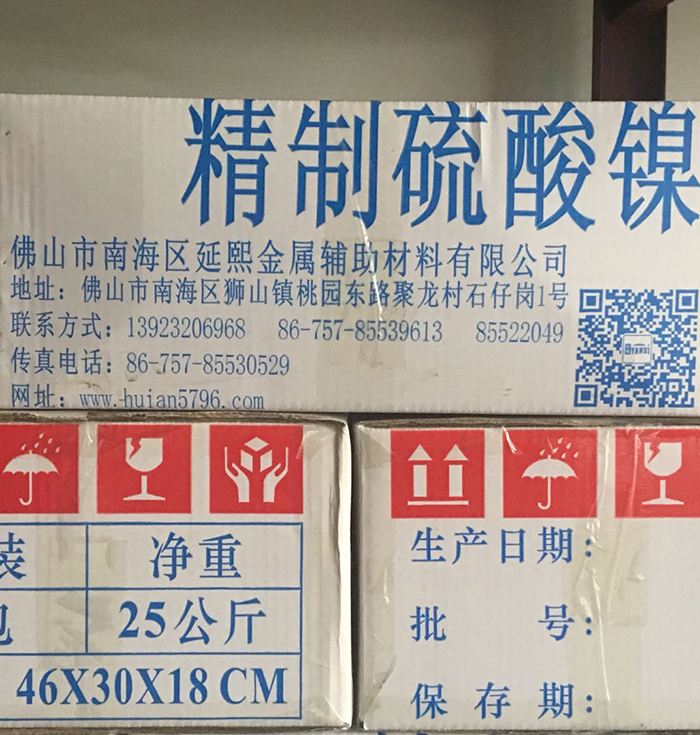 精制硫酸镍
佛山市南海区延熙金属辅助材料有限公司
地址：佛山市南海区狮山镇桃园东路聚龙村石仔岗1号
联系方式：13923206968 86-757-85539613 85522049
传真电话：86-757-85530529
网址：www.huian5796.com
装 净重
包 25公斤
46X30X18 CM
生产日期：
批 号：
保存期：